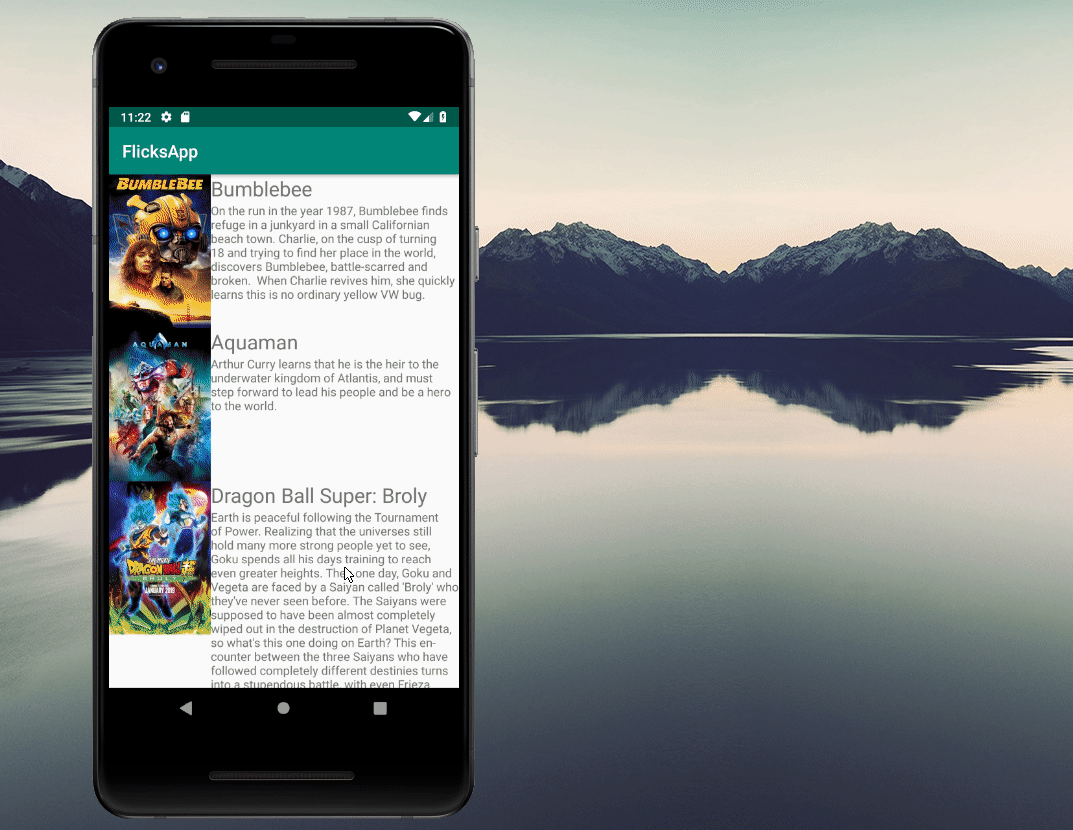 11:22
FlicksApp
BUMBLEBEE
Bumblebee
On the run in the year 1987, Bumblebee finds
refuge in a junkyard in a small Californian
beach town. Charlie, on the cusp of turning
18 and trying to find her place in the world,
discovers Bumblebee, battle-scarred and
broken.  When Charlie revives him, she quickly
learns this is no ordinary yellow VW bug.
AQUAMAN
Aquaman
Arthur Curry learns that he is the heir to the
underwater kingdom of Atlantis, and must
step forward to lead his people and be a hero
to the world.
Dragon Ball Super: Broly
Earth is peaceful following the Tournament
of Power. Realizing that the universes still
hold many more strong people yet to see,
Goku spends all his days training to reach
even greater heights. Then one day, Goku and
Vegeta are faced by a Saiyan called 'Broly' who
they've never seen before. The Saiyans were
supposed to have been almost completely
wiped out in the destruction of Planet Vegeta,
so what's this one doing on Earth? This en-
counter between the three Saiyans who have
followed completely different destinies turns
into a stupendous battle, with even Frieza
DRAGON BALL
BROLY
JANUARY 2019